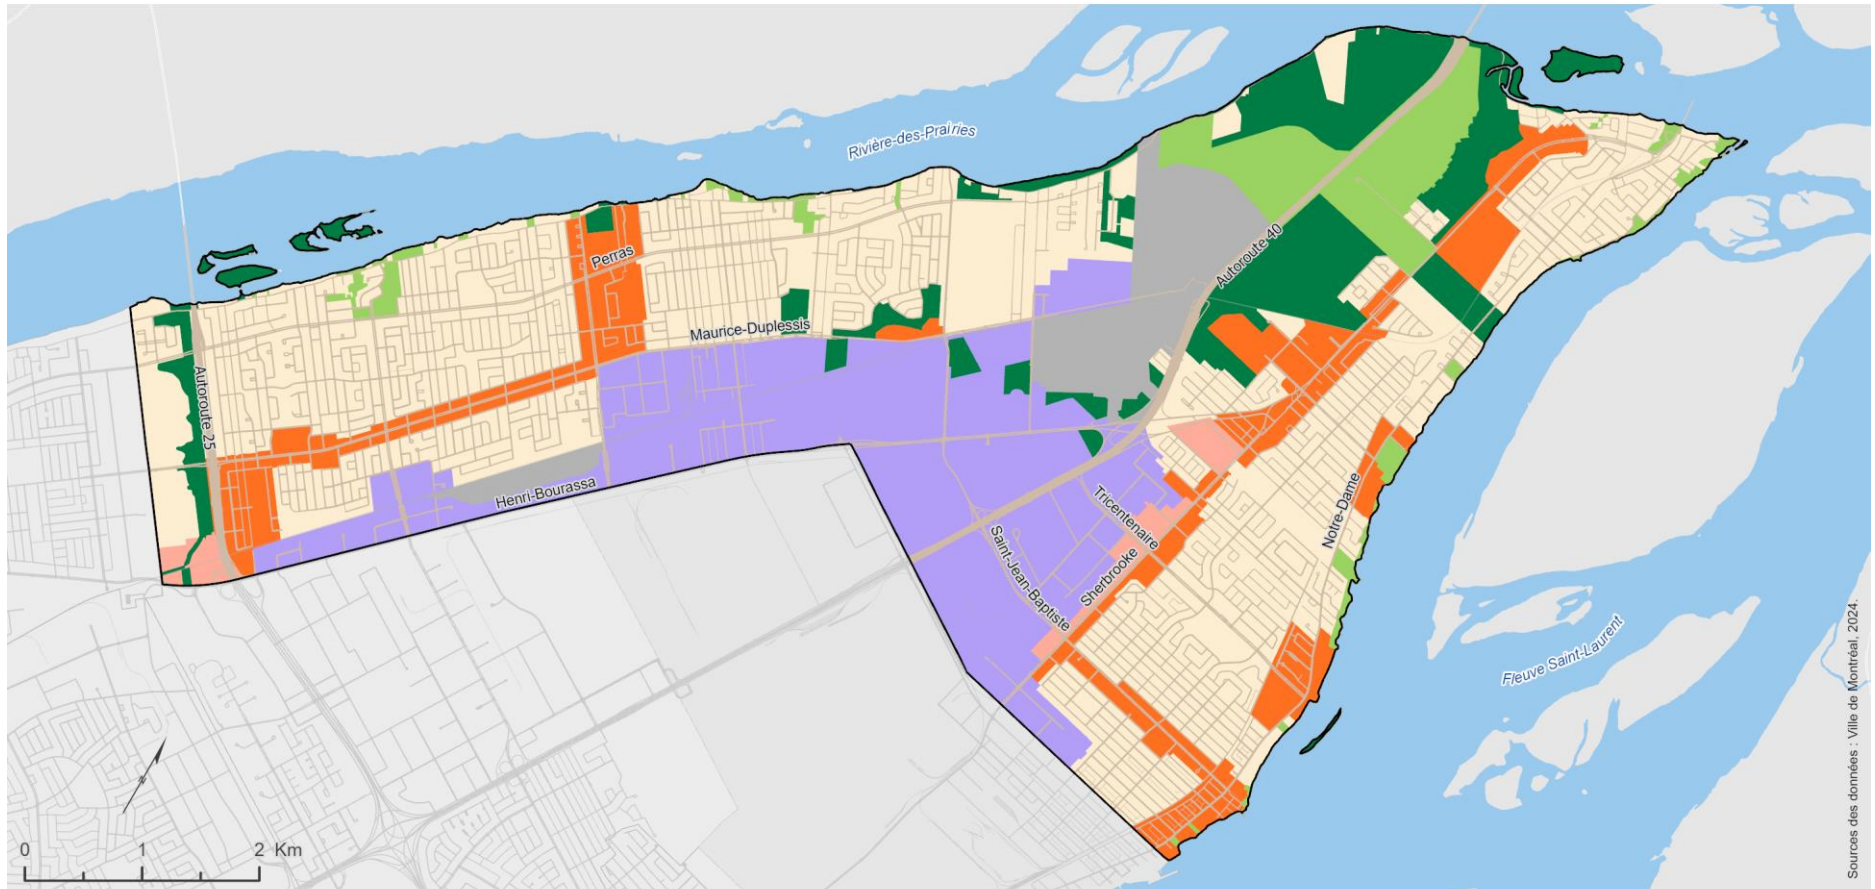 Rivière-des-Prairies
Perras
Autoroute 40
Maurice-Duplessis
Autoroute 25
Henri-Bourassa
Tricentenaire
Notre-Dame
Saint-Jean-Baptiste
Sherbrooke
Fleuve Saint-Laurent
N
0 1 2 Km
Sources des données : Ville de Montréal, 2024.